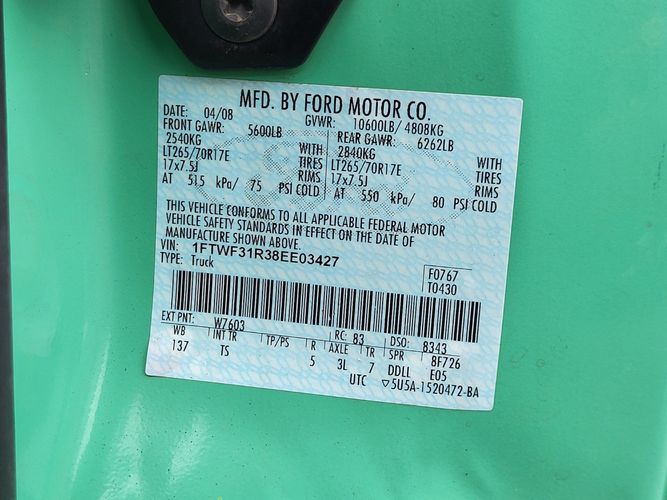 MFD. BY FORD MOTOR CO.
DATE: 04/08 GVWR: 10600LB/ 4808KG
FRONT GAWR: 5600LB REAR GAWR: 6262LB
2540KG WITH 2840KG WITH
LT265/70R17E TIRES LT265/70R17E TIRES
17x7.5J RIMS 17x7.5J RIMS
AT 515 kPa/ 75 PSI COLD AT 550 kPa/ 80 PSI COLD
THIS VEHICLE CONFORMS TO ALL APPLICABLE FEDERAL MOTOR
VEHICLE SAFETY STANDARDS IN EFFECT ON THE DATE OF
MANUFACTURE SHOWN ABOVE.
VIN: 1FTWF31R38EE03427
TYPE: Truck
F0767
T0430
EXT PNT: W7603 RC: 83 DSO: 8343
WB INT TR TP/PS R AXLE TR SPR 8F726
137 TS 5 3L 7 DDLL E05
UTC ▽5U5A-1520472-BA